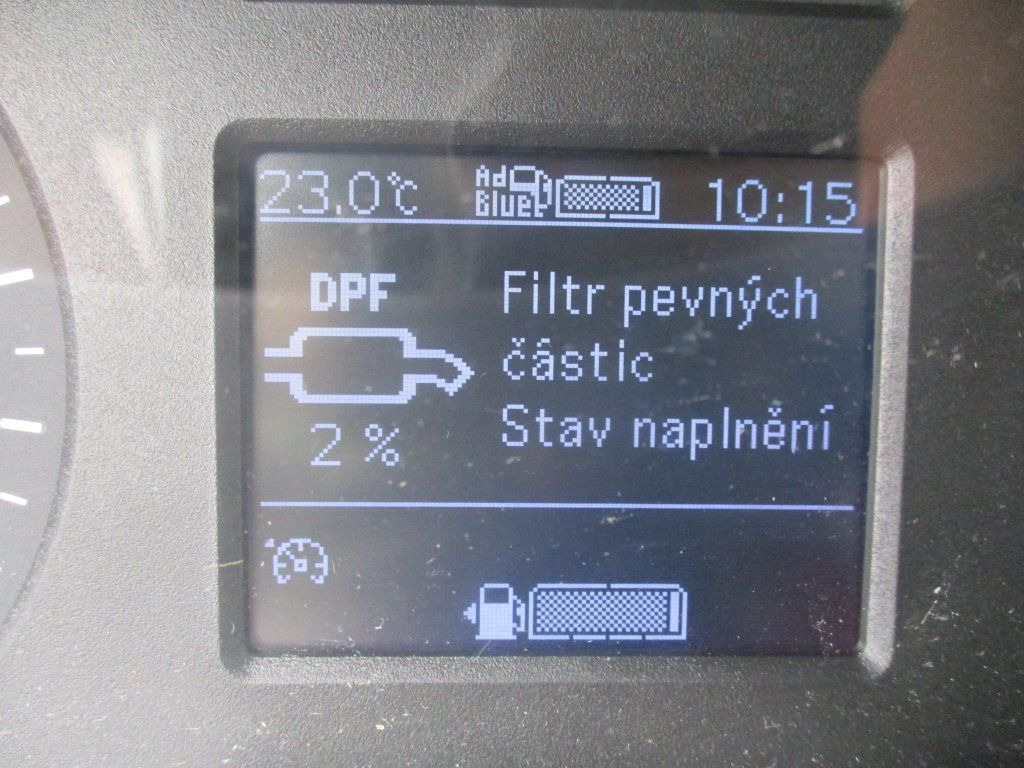 23.0°C
Ad
Blue
10:15
DPF
Filtr pevných
částic
2 %
Stav naplnění